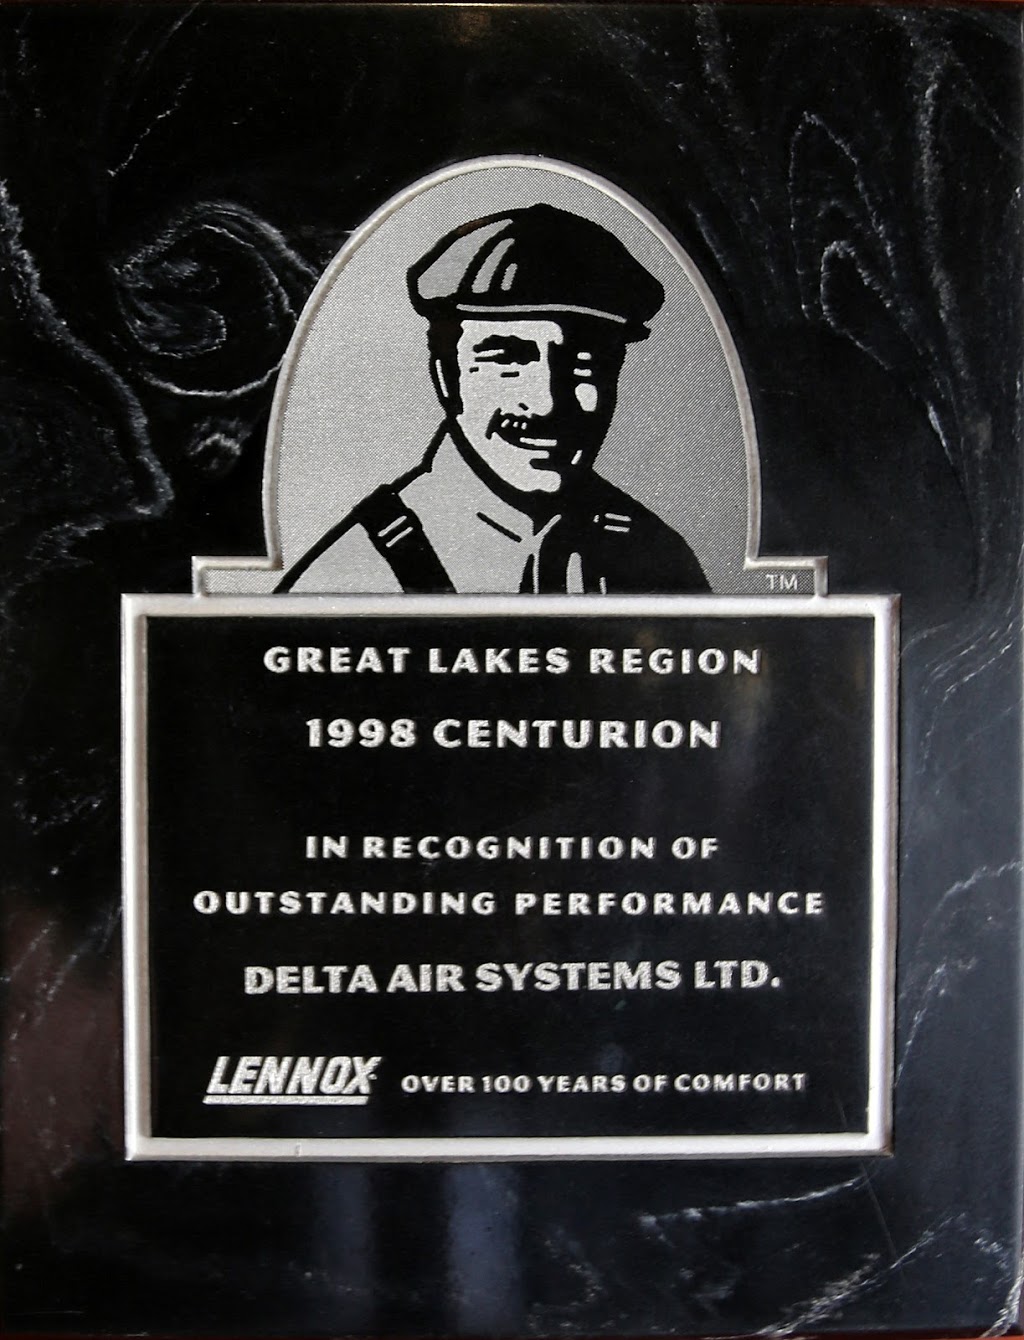 TM
GREAT LAKES REGION
1998 CENTURION
IN RECOGNITION OF
OUTSTANDING PERFORMANCE
DELTA AIR SYSTEMS LTD.
LENNOX OVER 100 YEARS OF COMFORT